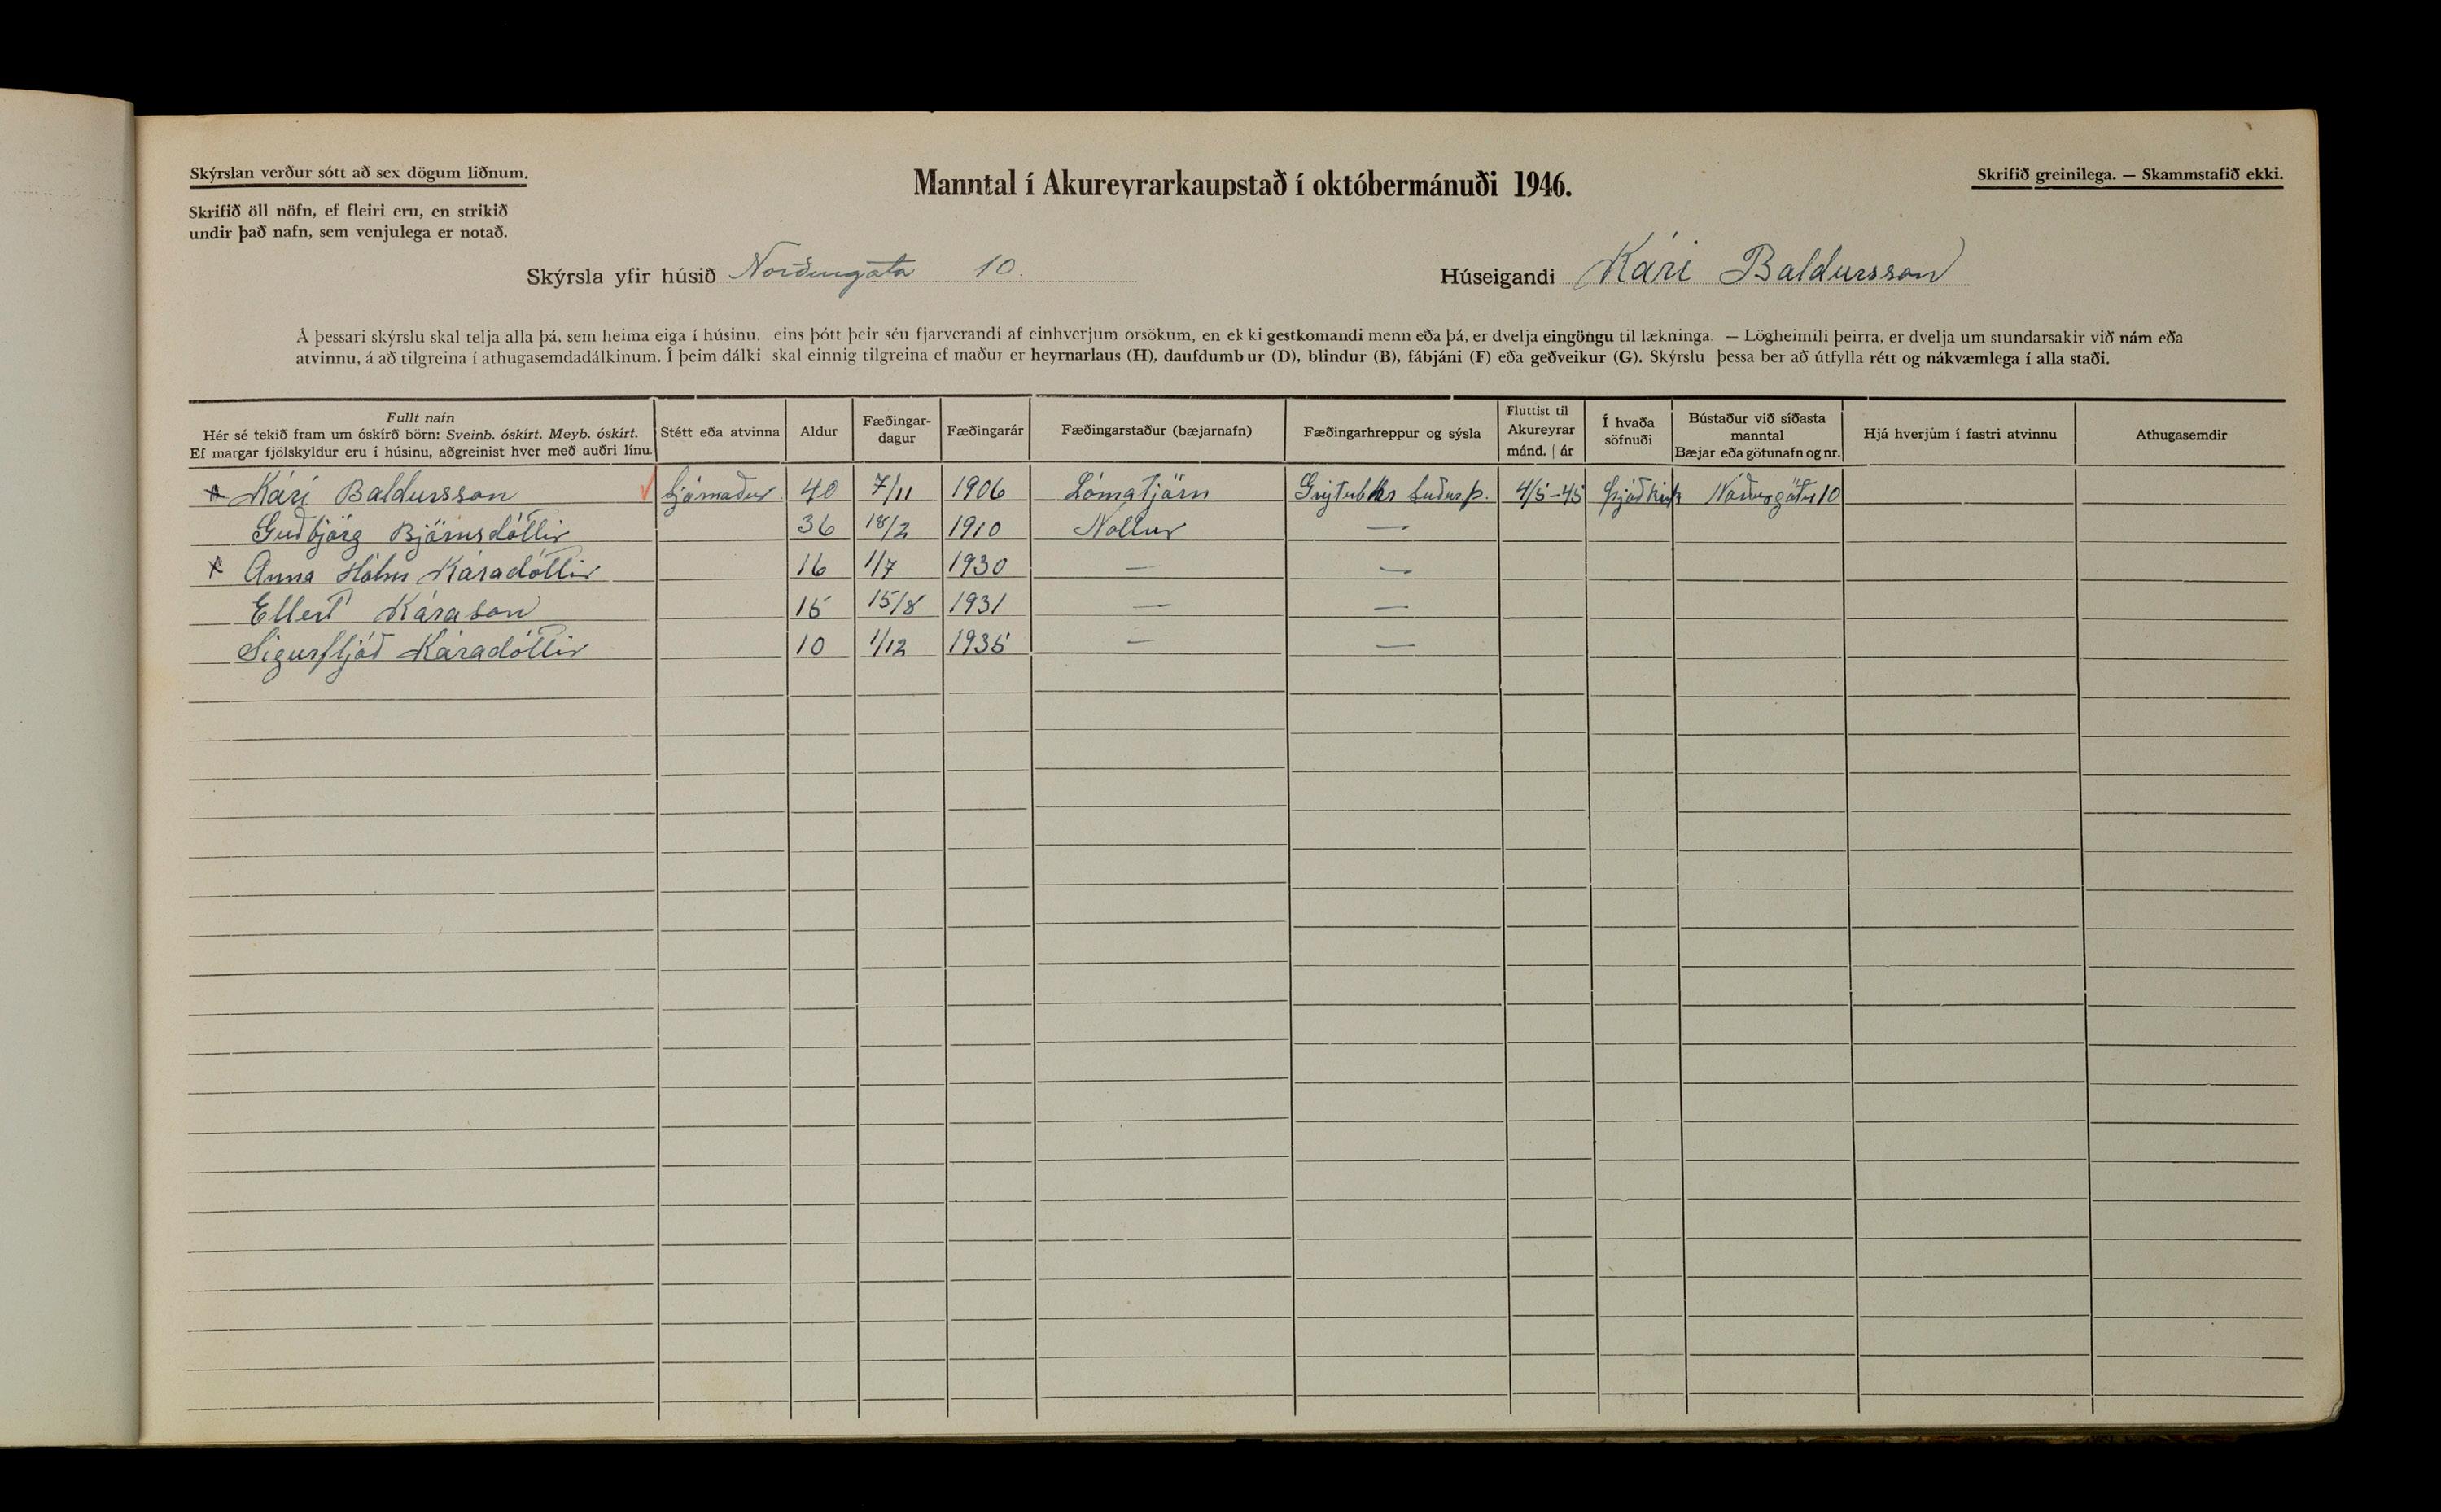 Skýrslan verður sótt að sex dögum liðnum.
Manntal í Akureyrarkaupstað í októbermánuði 1946.
Skrifið greinilega. — Skammstafið ekki.
Skrifið öll nöfn, ef fleiri eru, en strikið
undir það nafn, sem venjulega er notað.
Skýrsla yfir húsið Norðurgata 10.
Húseigandi Kári Baldursson
Á þessari skýrslu skal telja alla þá, sem heima eiga í húsinu, eins þótt þeir séu fjarverandi af einhverjum orsökum, en ekki gestkomandi menn eða þá, er dvelja eingöngu til lækninga. — Lögheimili þeirra, er dvelja um stundarsakir við nám eða
atvinnu, á að tilgreina í athugasemdadálkinum. Í þeim dálki skal einnig tilgreina ef maður er heyrnarlaus (H), daufdumbur (D), blindur (B), fábjáni (F) eða geðveikur (G). Skýrslu þessa ber að útfylla rétt og nákvæmlega í alla staði.
Fullt nafn
Hér sé tekið fram um óskírð börn: Sveinb. óskírt. Meyb. óskírt.
Ef margar fjölskyldur eru í húsinu, aðgreinist hver með auðri línu.
Stétt eða atvinna
Aldur
Fæðingar-
dagur
Fæðingarár
Fæðingarstaður (bæjarnafn)
Fæðingarhreppur og sýsla
Fluttist til
Akureyrar
mánd. | ár
Í hvaða
söfnuði
Bústaður við síðasta
manntal
Bæjar eða götunafn og nr.
Hjá hverjum í fastri atvinnu
Athugasemdir
Kári Baldursson Sjómaður 40 7/11 1906 Lómatjörn 4/5-45 Þjóðkirk Norðurgötu 10
Guðbjörg Björnsdóttir 36 18/2 1910 Nollur —
Anna Hólm Káradóttir 16 1/7 1930 — —
Ellert Kárason 15 15/8 1931 — —
Sigurfljóð Káradóttir 10 1/12 1935 — —